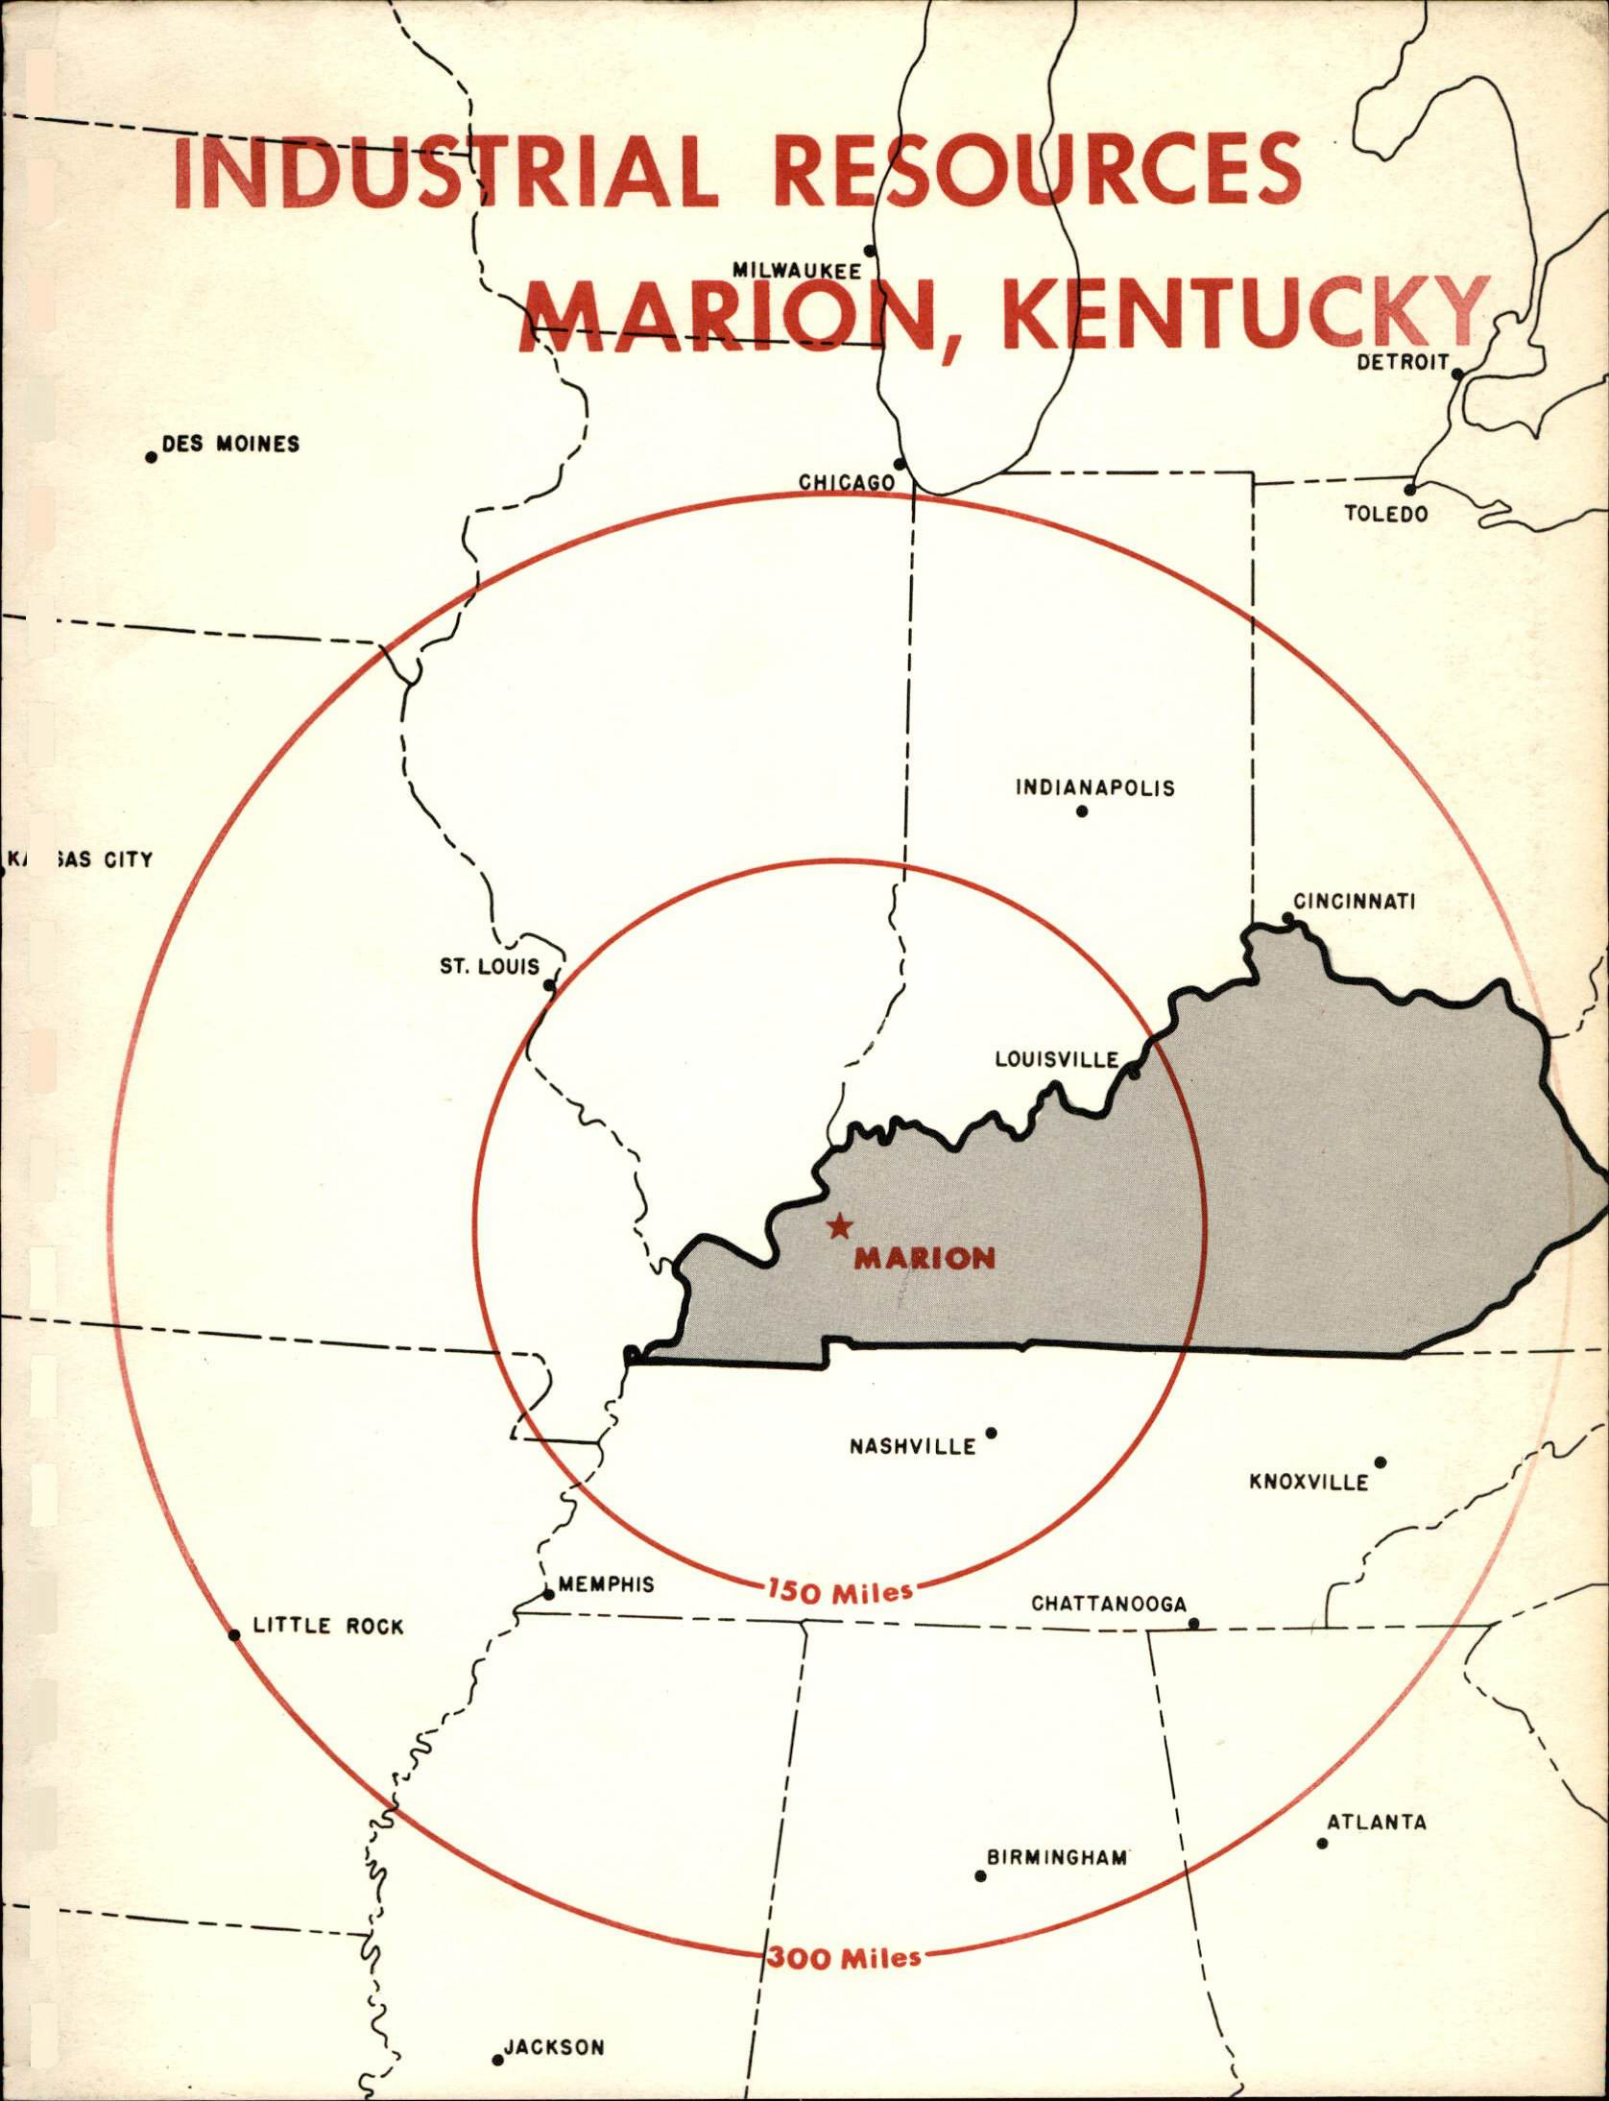 INDUSTRIAL RESOURCES
MILWAUKEE
MARION, KENTUCKY
DETROIT
DES MOINES
CHICAGO
TOLEDO
INDIANAPOLIS
KA SAS CITY
CINCINNATI
ST. LOUIS
LOUISVILLE
MARION
NASHVILLE
KNOXVILLE
150 Miles
MEMPHIS
CHATTANOOGA
LITTLE ROCK
ATLANTA
BIRMINGHAM
300 Miles
JACKSON